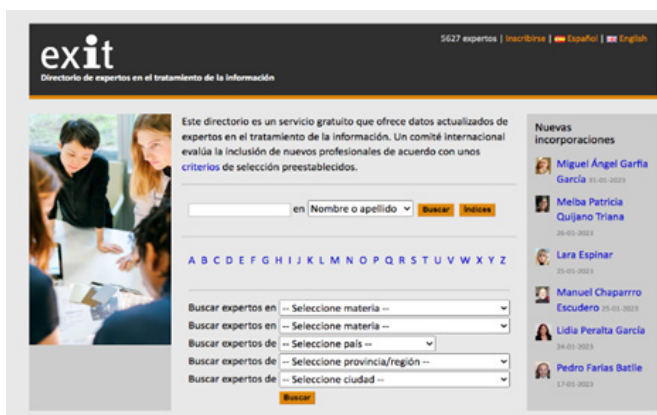 5627 expertos | Inscribirse | Español | English
exit
Directorio de expertos en el tratamiento de la información
Este directorio es un servicio gratuito que ofrece datos actualizados de
expertos en el tratamiento de la información. Un comité internacional
evalúa la inclusión de nuevos profesionales de acuerdo con unos
criterios de selección preestablecidos.
en Nombre o apellido Buscar Índices
A B C D E F G H I J K L M N O P Q R S T U V W X Y Z
Buscar expertos en -- Seleccione materia --
Buscar expertos en -- Seleccione materia --
Buscar expertos de -- Seleccione país --
Buscar expertos de -- Seleccione provincia/región --
Buscar expertos de -- Seleccione ciudad --
Buscar
Nuevas
incorporaciones
Miguel Ángel Garfia
García 31-01-2023
Melba Patricia
Quijano Triana
26-01-2023
Lara Espinar
25-01-2023
Manuel Chaparrro
Escudero 25-01-2023
Lidia Peralta García
24-01-2023
Pedro Farias Batlle
17-01-2023